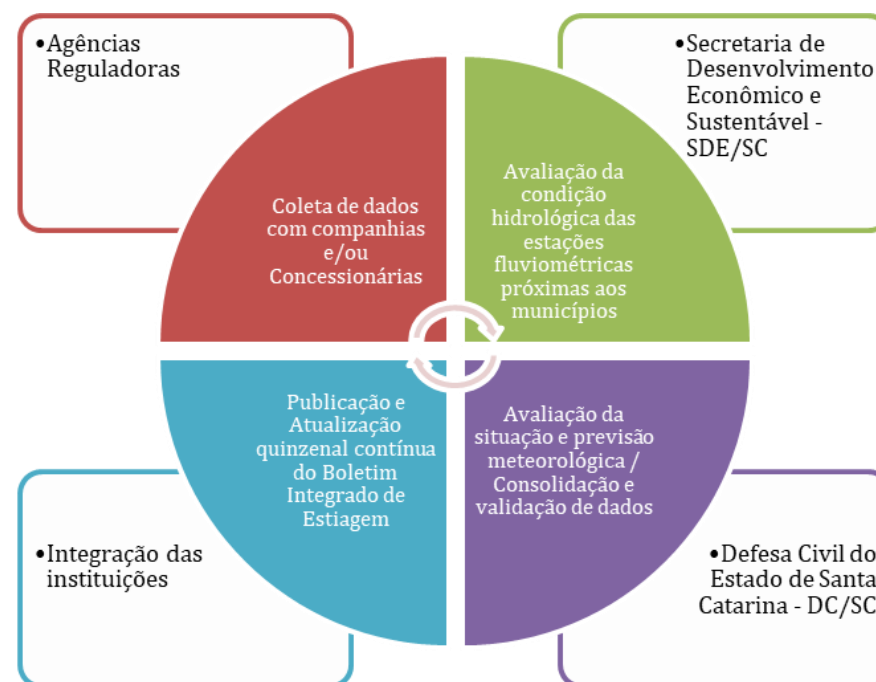 •Agências
Reguladoras
•Secretaria de
Desenvolvimento
Econômico e
Sustentável -
SDE/SC
Coleta de dados
com companhias
e/ou
Concessionárias
Avaliação da
condição
hidrológica das
estações
fluviométricas
próximas aos
municípios
Publicação e
Atualização
quinzenal contínua
do Boletim
Integrado de
Estiagem
Avaliação da
situação e previsão
meteorológica /
Consolidação e
validação de dados
•Integração das
instituições
•Defesa Civil do
Estado de Santa
Catarina - DC/SC